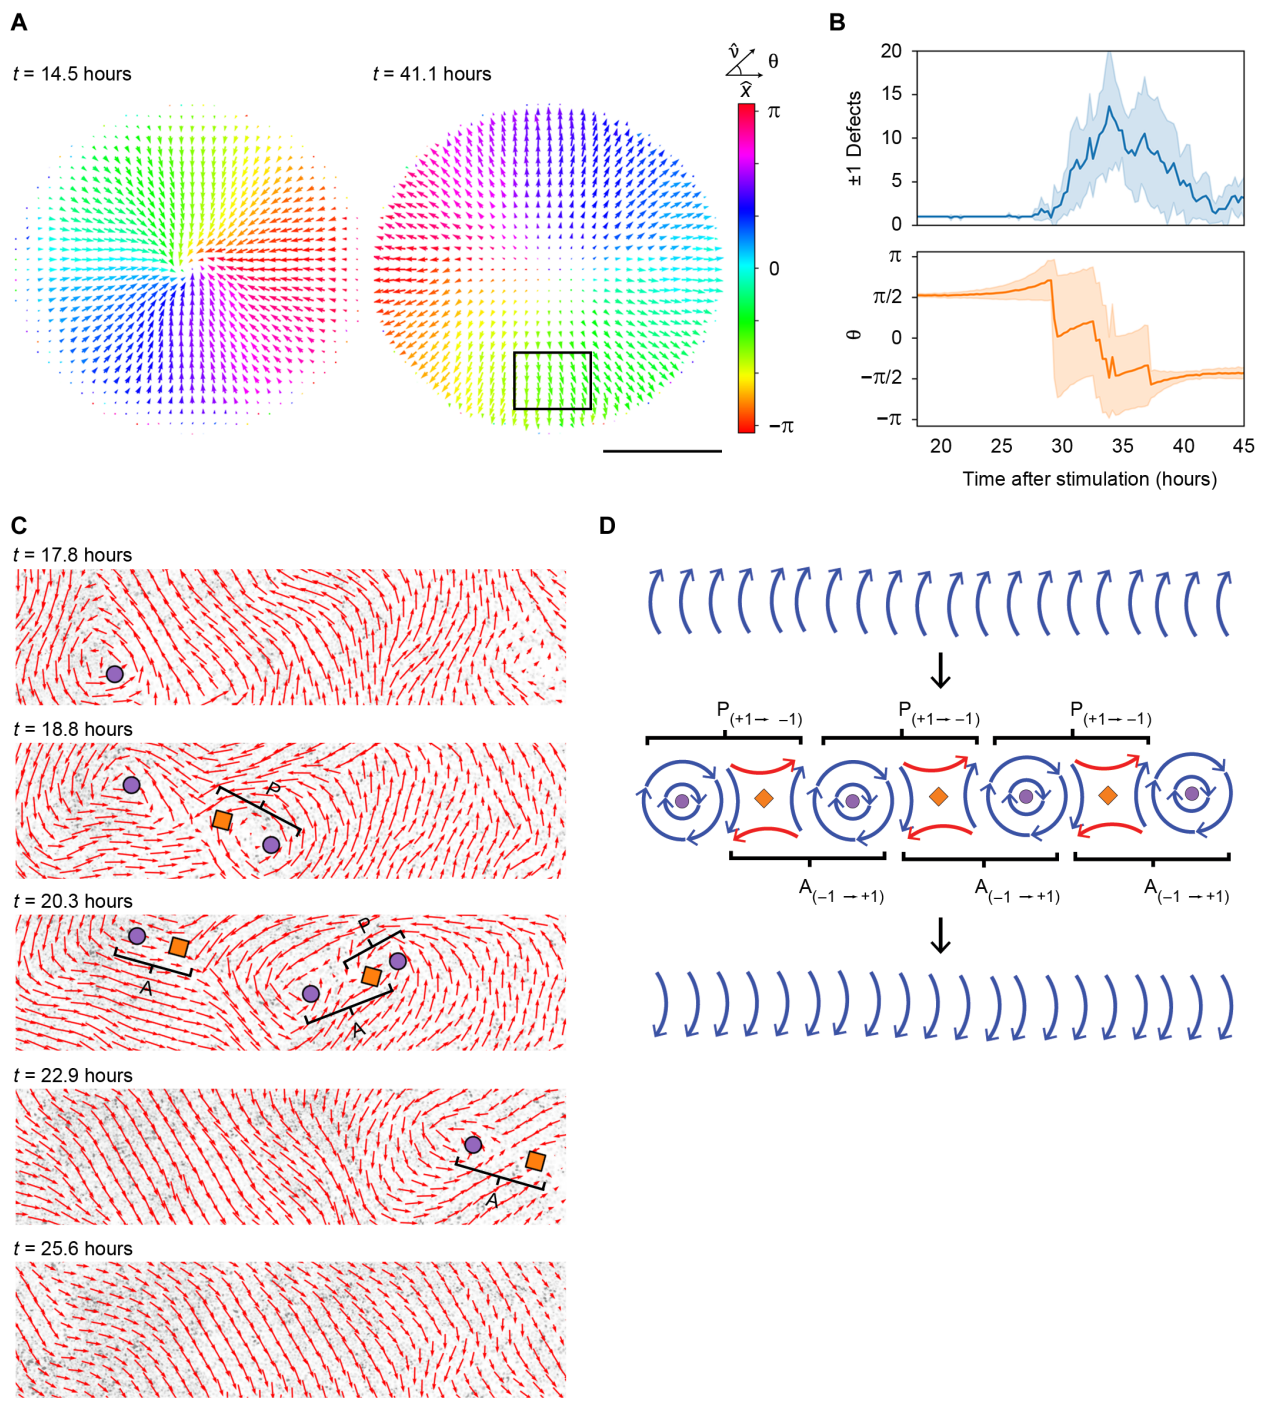 A
t = 14.5 hours
t = 41.1 hours
v̂
θ
x̂
π
0
−π
B
20
15
10
5
0
±1 Defects
π
π/2
0
−π/2
−π
θ
20 25 30 35 40 45
Time after stimulation (hours)
C
t = 17.8 hours
t = 18.8 hours
P
t = 20.3 hours
A
P
A
t = 22.9 hours
A
t = 25.6 hours
D
P(+1→ −1) P(+1→ −1) P(+1→ −1)
A(−1 →+1) A(−1 →+1) A(−1 →+1)